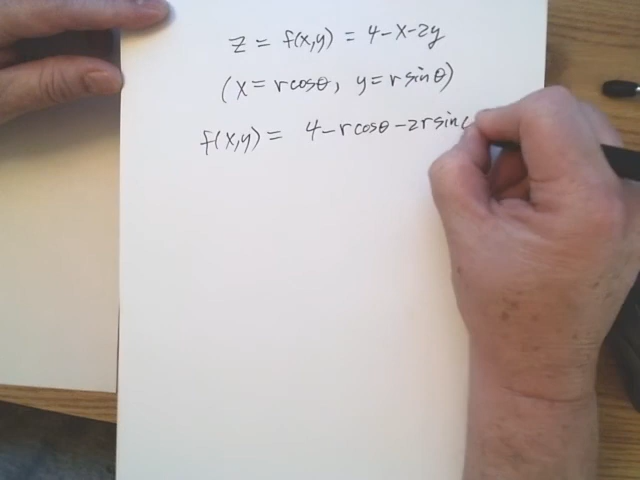 z = f(x,y) = 4-x-2y
(x=rcosθ, y=rsinθ)
f(x,y) = 4-rcosθ-2rsin